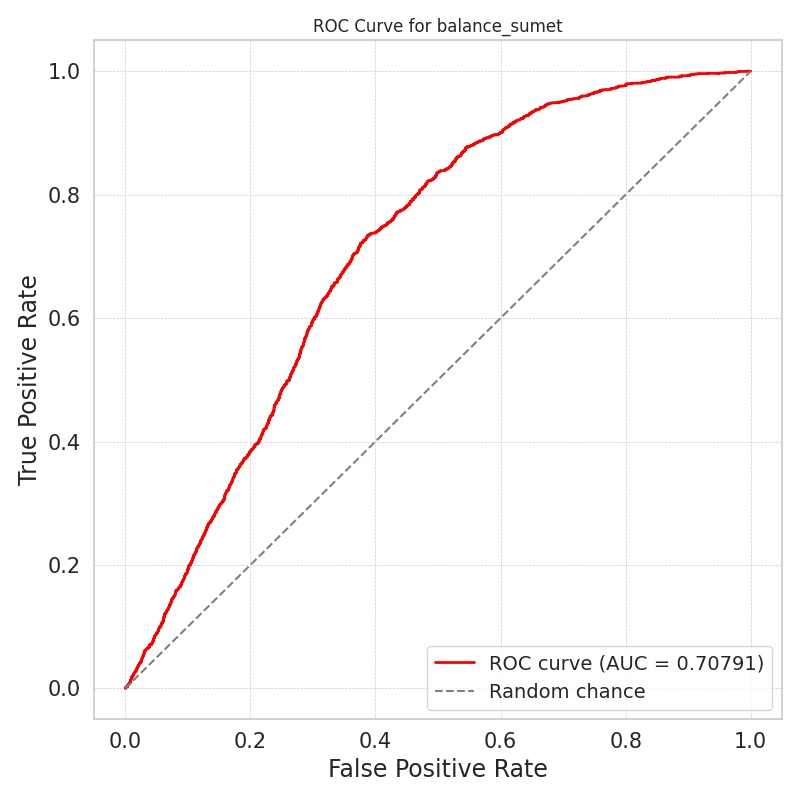 ROC Curve for balance_sumet
True Positive Rate
1.0
0.8
0.6
0.4
0.2
0.0
ROC curve (AUC = 0.70791)
Random chance
0.0 0.2 0.4 0.6 0.8 1.0
False Positive Rate